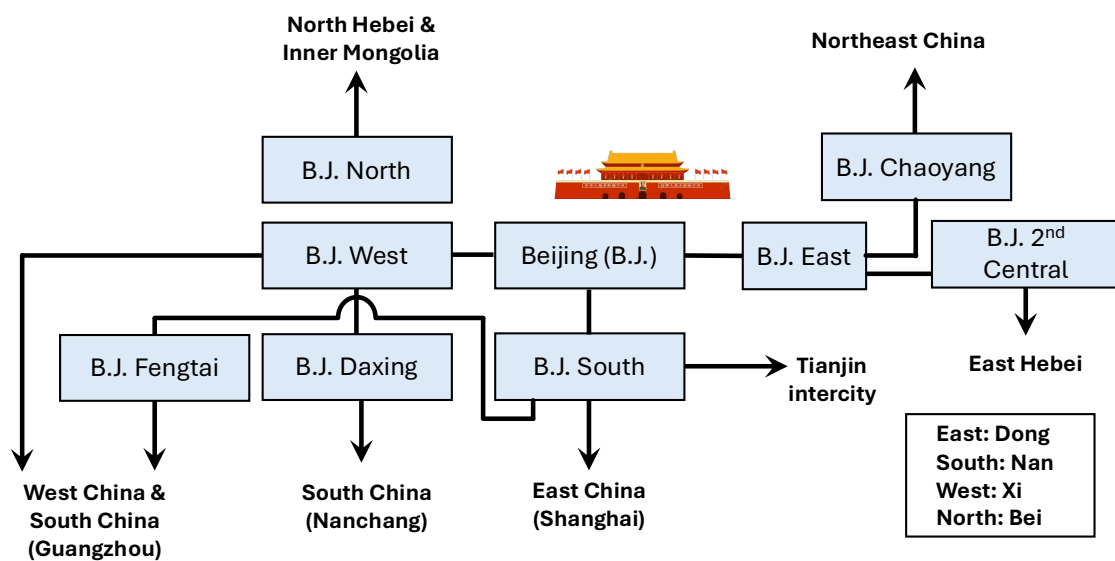 North Hebei &
Inner Mongolia
Northeast China
B.J. North
B.J. Chaoyang
B.J. West
Beijing (B.J.)
B.J. East
B.J. 2nd
Central
B.J. Fengtai
B.J. Daxing
B.J. South
Tianjin
intercity
East Hebei
East: Dong
South: Nan
West: Xi
North: Bei
West China &
South China
(Guangzhou)
South China
(Nanchang)
East China
(Shanghai)